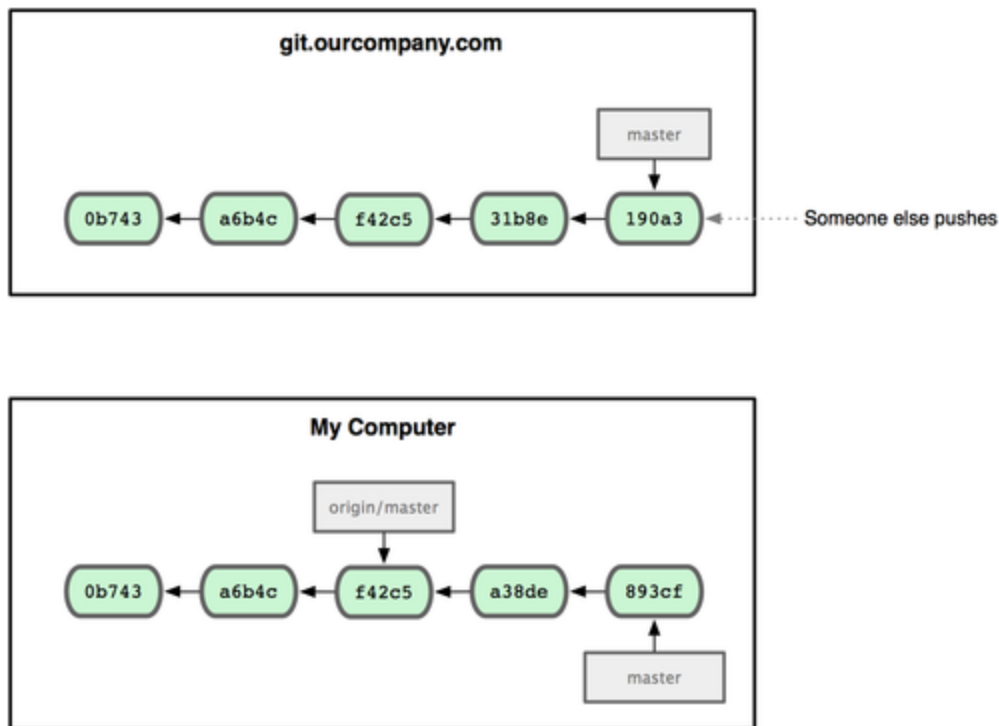 git.ourcompany.com
master
0b743 a6b4c f42c5 31b8e 190a3 Someone else pushes
My Computer
origin/master
0b743 a6b4c f42c5 a38de 893cf
master